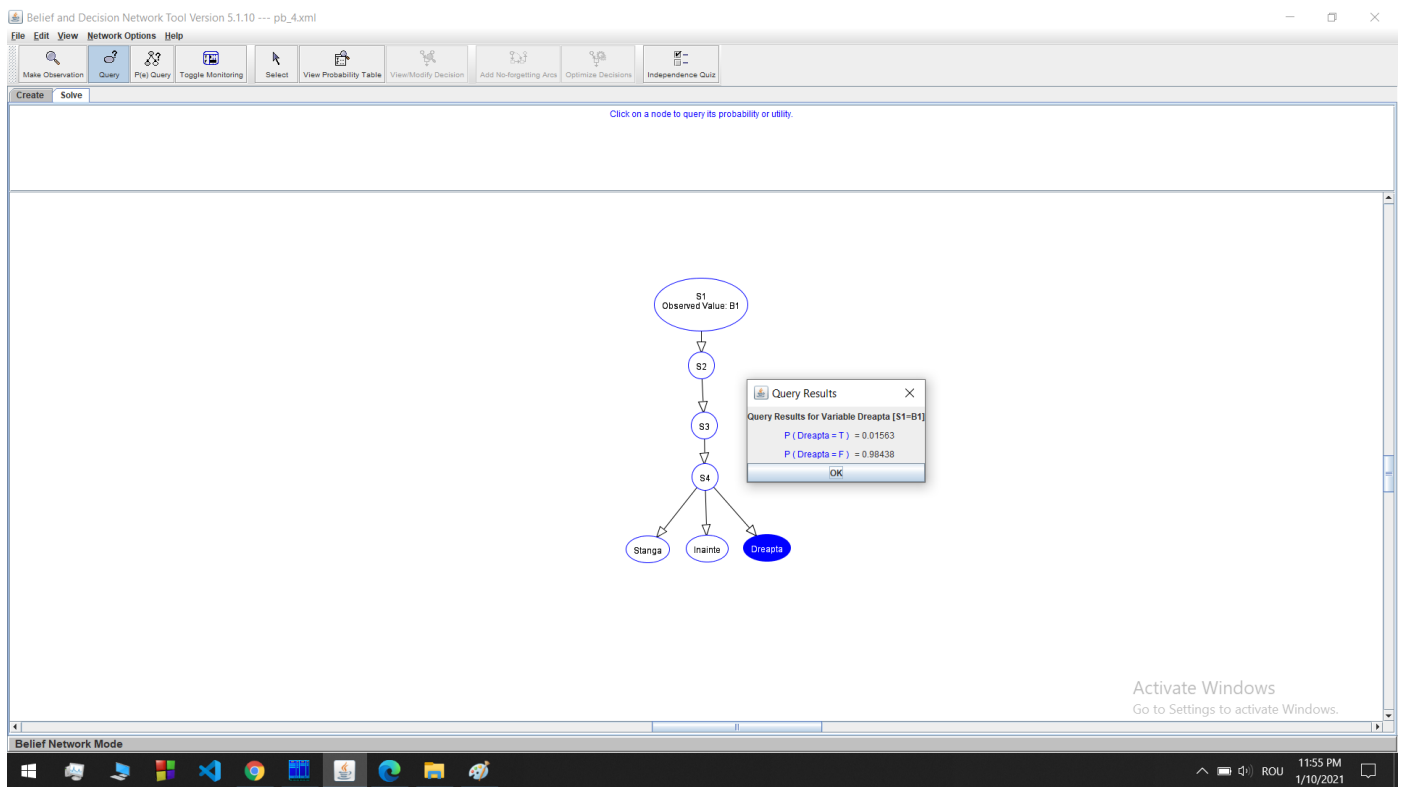 Belief and Decision Network Tool Version 5.1.10 --- pb_4.xml
File Edit View Network Options Help
Make Observation Query P(e) Query Toggle Monitoring Select View Probability Table View/Modify Decision Add No-forgetting Arcs Optimize Decisions Independence Quiz
Create Solve
Click on a node to query its probability or utility.
S1
Observed Value: B1
S2
S3
S4
Stanga Inainte Dreapta
Query Results
Query Results for Variable Dreapta [S1=B1]
P ( Dreapta = T ) = 0.01563
P ( Dreapta = F ) = 0.98438
OK
Activate Windows
Go to Settings to activate Windows.
Belief Network Mode
ROU
11:55 PM
1/10/2021